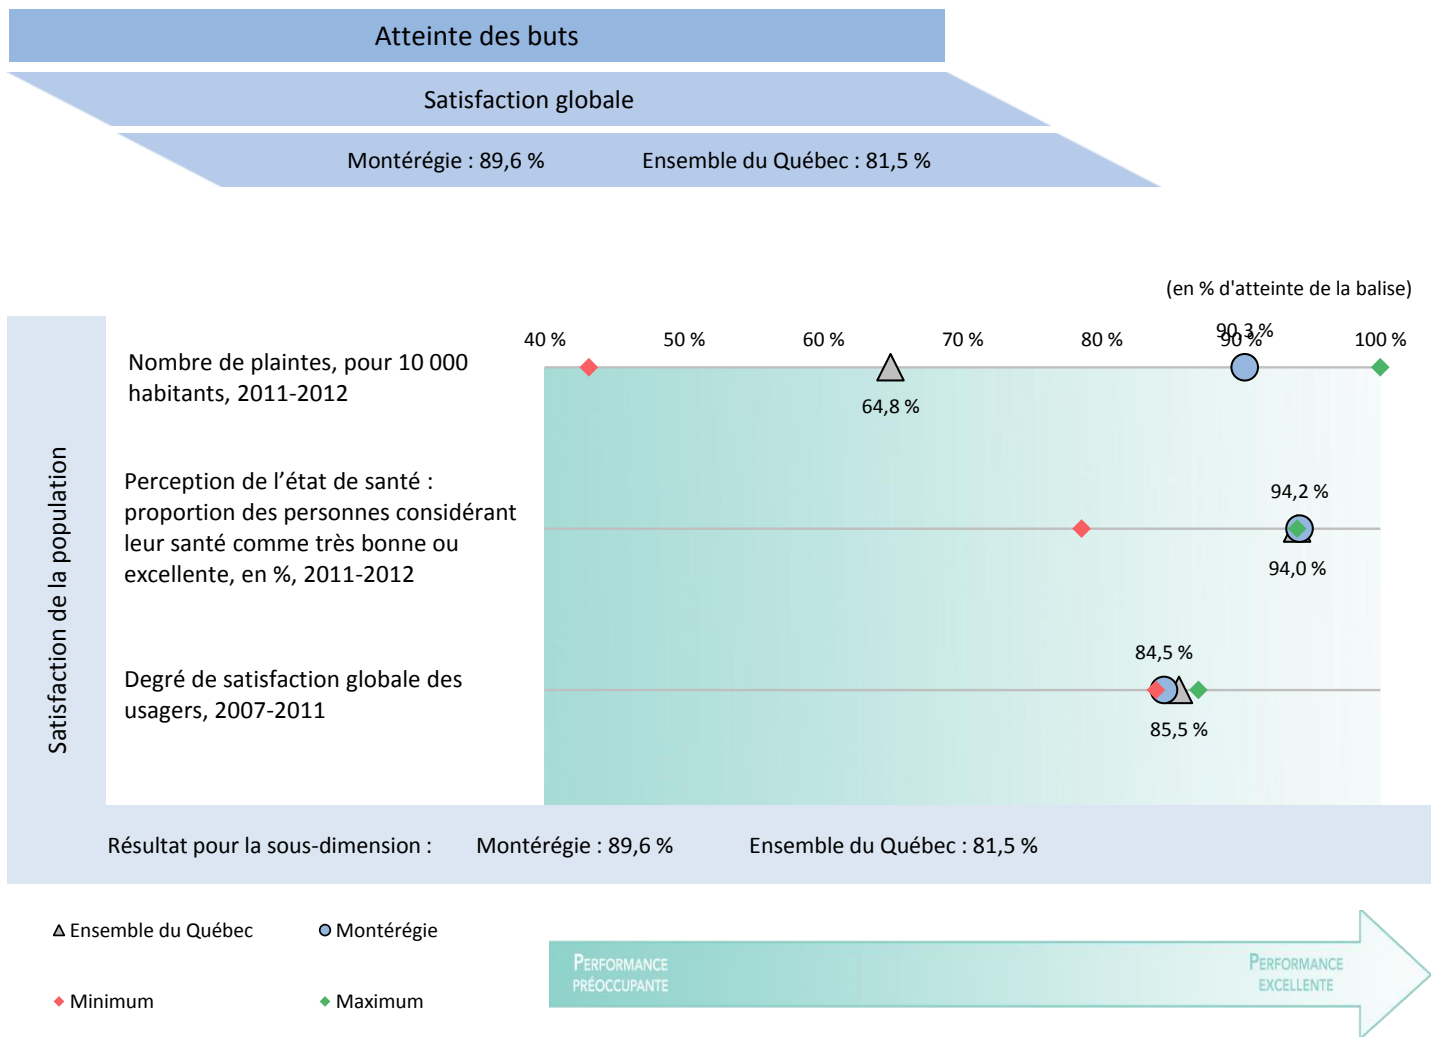 Atteinte des buts
Satisfaction globale
Montérégie : 89,6 % Ensemble du Québec : 81,5 %
(en % d'atteinte de la balise)
40 % 50 % 60 % 70 % 80 % 90 % 100 %
90,3 %
Nombre de plaintes, pour 10 000
habitants, 2011-2012
64,8 %
Satisfaction de la population
Perception de l’état de santé :
proportion des personnes considérant
leur santé comme très bonne ou
excellente, en %, 2011-2012
94,2 %
94,0 %
Degré de satisfaction globale des
usagers, 2007-2011
84,5 %
85,5 %
Résultat pour la sous-dimension : Montérégie : 89,6 % Ensemble du Québec : 81,5 %
Ensemble du Québec Montérégie
Minimum Maximum
PERFORMANCE
PRÉOCCUPANTE
PERFORMANCE
EXCELLENTE